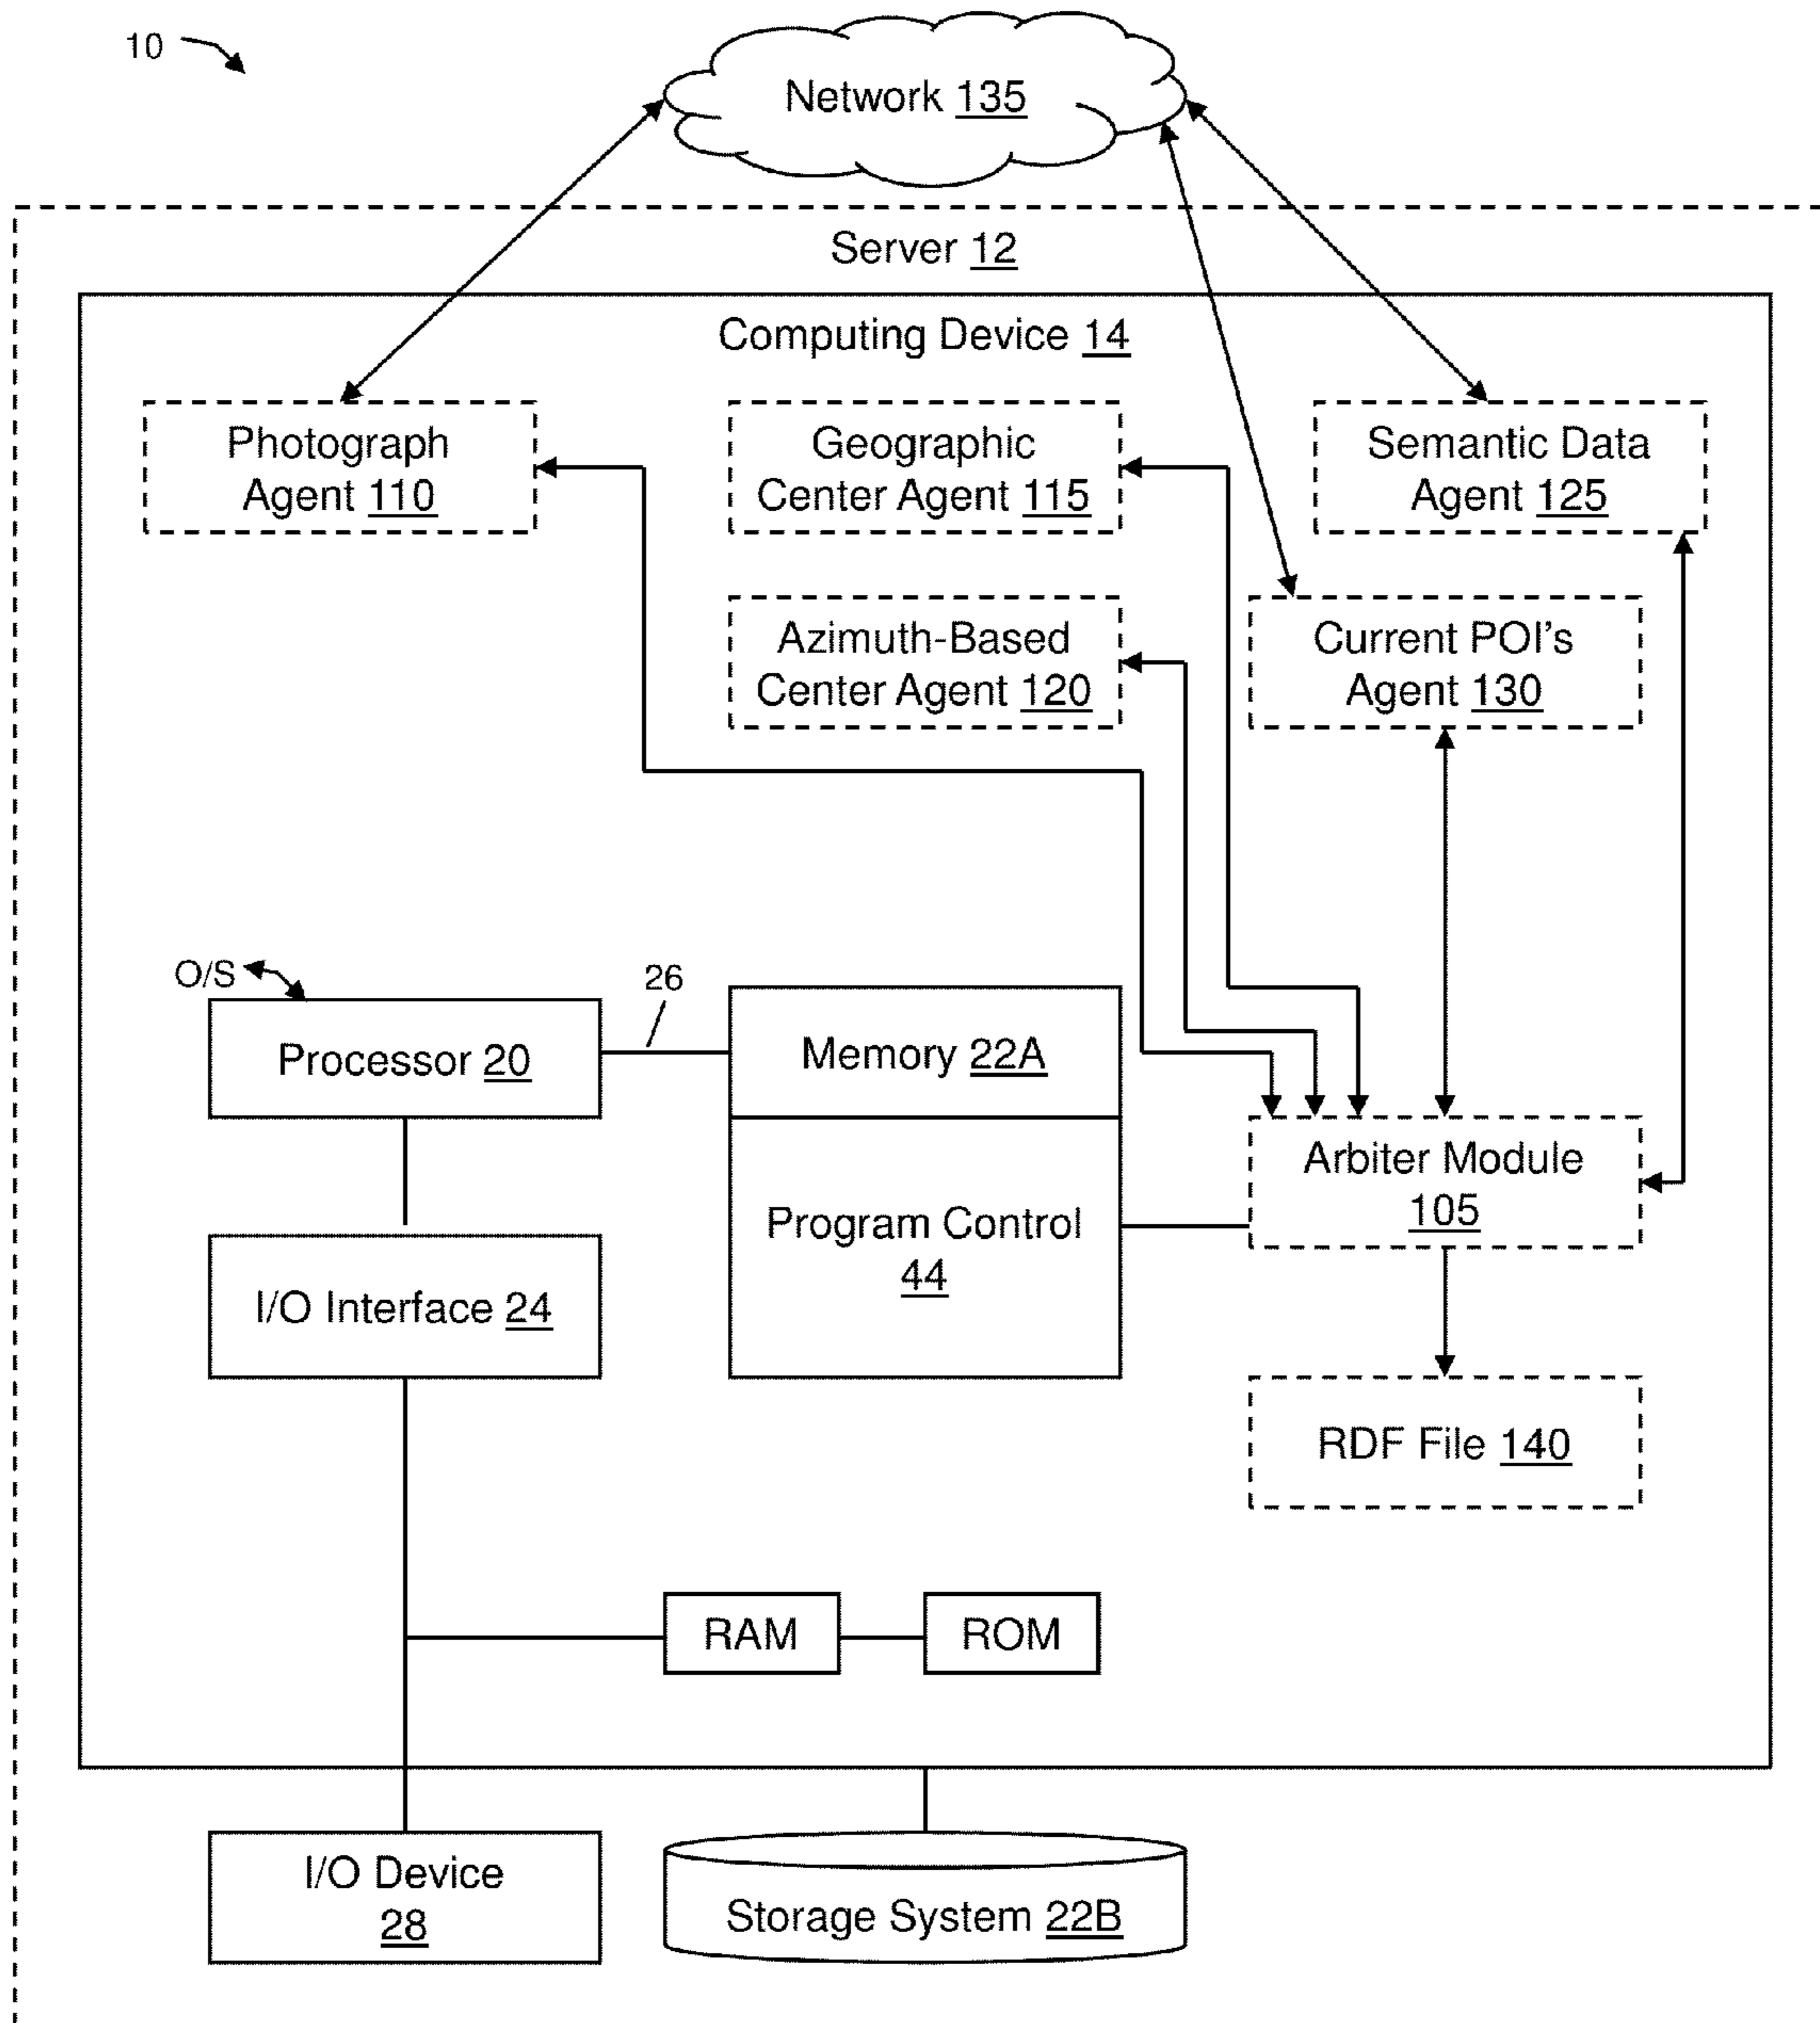 10
Network 135
Server 12
Computing Device 14
Photograph
Agent 110
Geographic
Center Agent 115
Semantic Data
Agent 125
Azimuth-Based
Center Agent 120
Current POI's
Agent 130
O/S
26
Processor 20
Memory 22A
Arbiter Module
105
Program Control
44
I/O Interface 24
RDF File 140
RAM
ROM
I/O Device
28
Storage System 22B